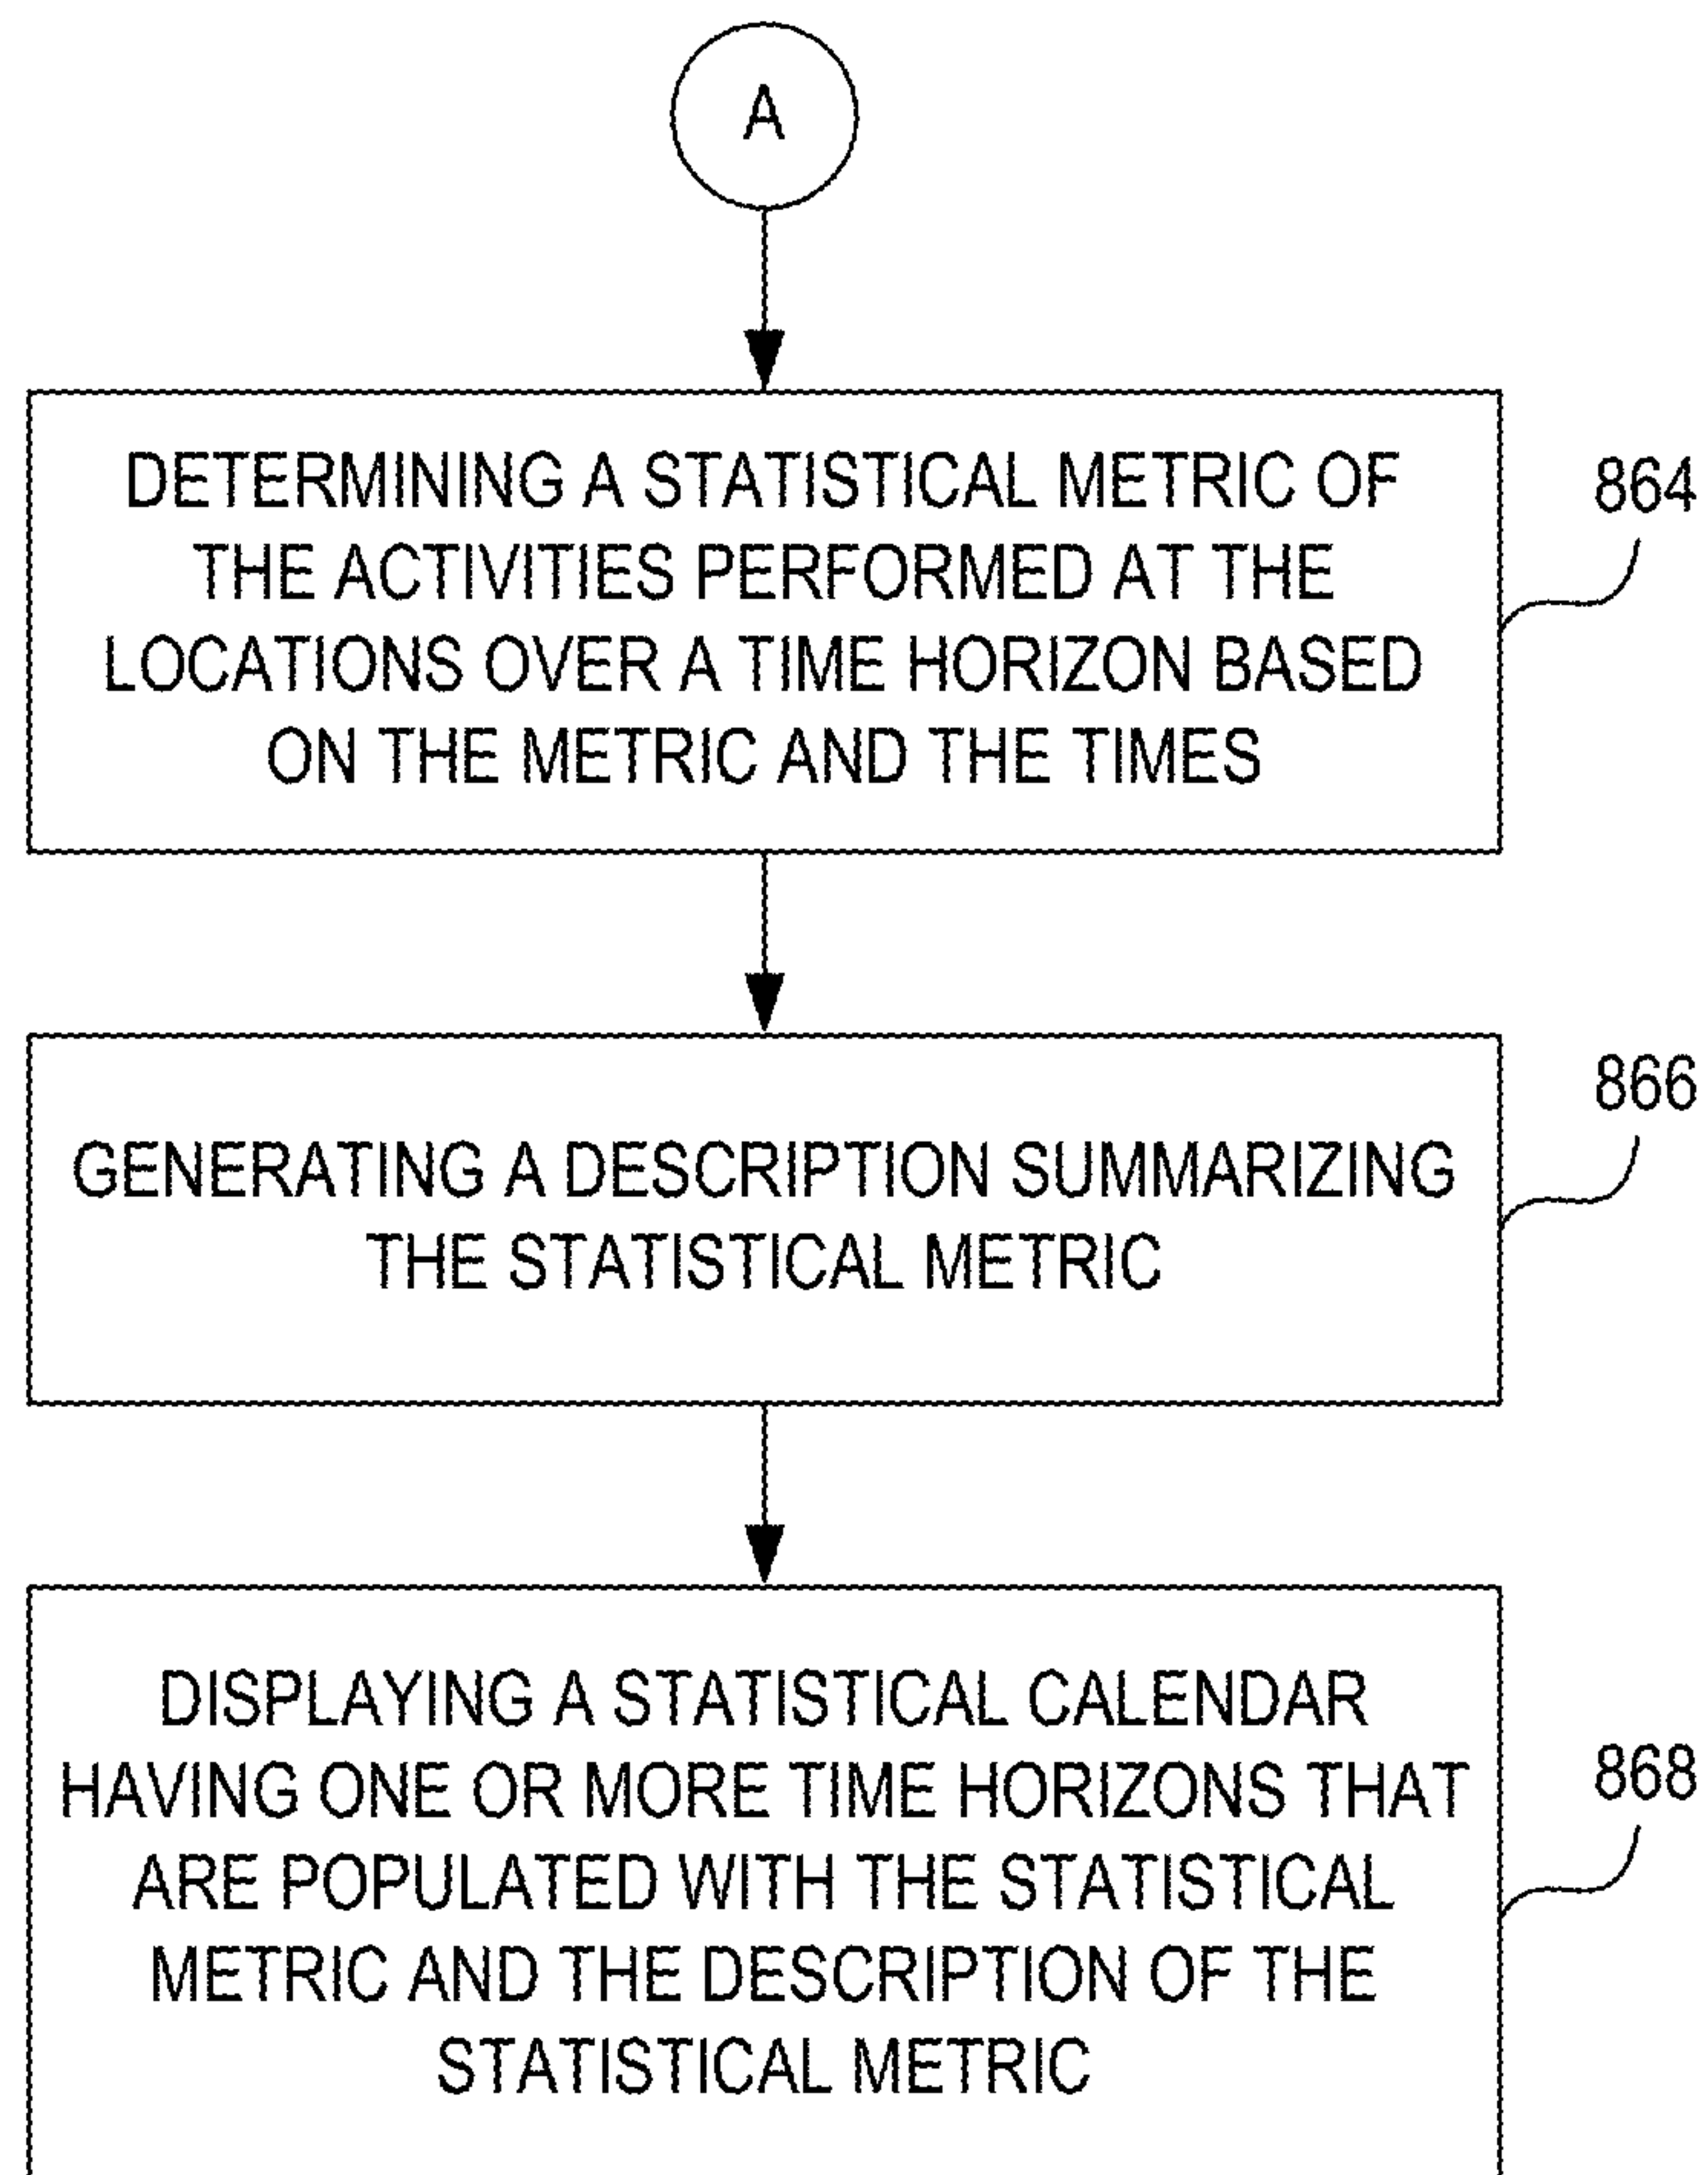 A
DETERMINING A STATISTICAL METRIC OF
THE ACTIVITIES PERFORMED AT THE
LOCATIONS OVER A TIME HORIZON BASED
ON THE METRIC AND THE TIMES
864
GENERATING A DESCRIPTION SUMMARIZING
THE STATISTICAL METRIC
866
DISPLAYING A STATISTICAL CALENDAR
HAVING ONE OR MORE TIME HORIZONS THAT
ARE POPULATED WITH THE STATISTICAL
METRIC AND THE DESCRIPTION OF THE
STATISTICAL METRIC
868